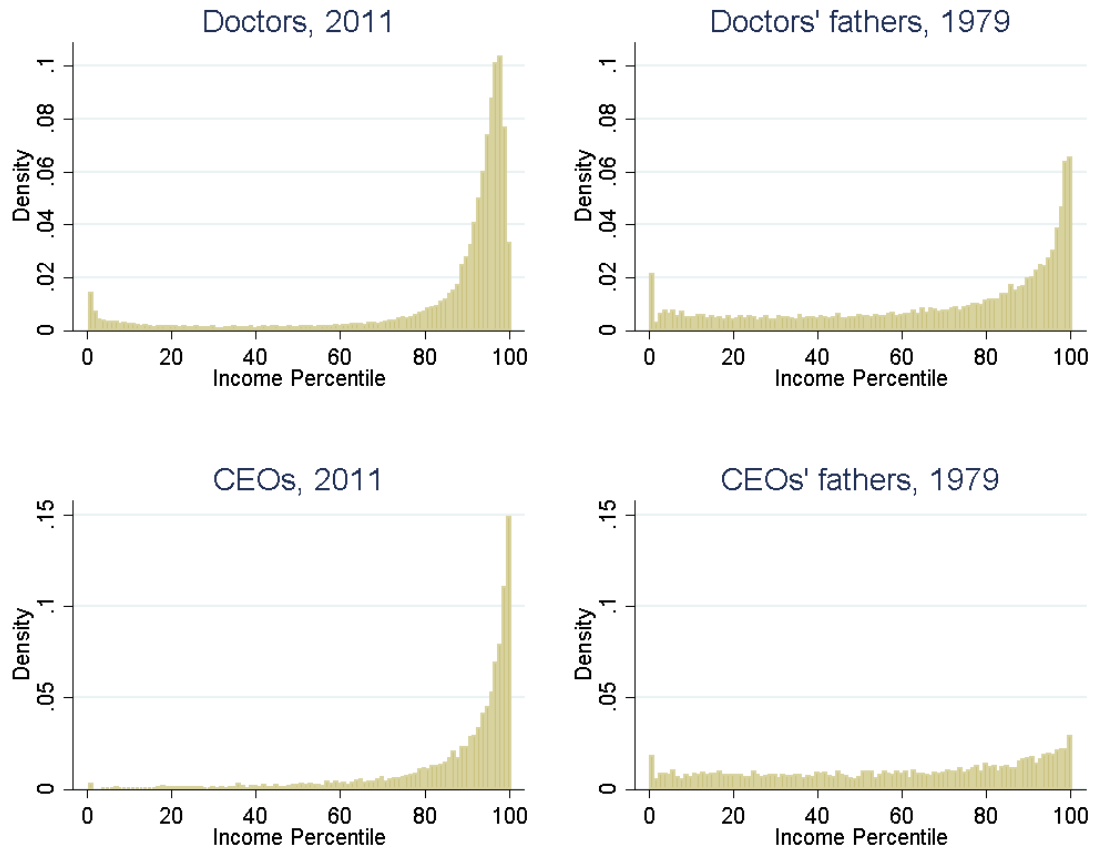 Doctors, 2011
Density
0 .02 .04 .06 .08 .1
0 20 40 60 80 100
Income Percentile
Doctors' fathers, 1979
Density
0 .02 .04 .06 .08 .1
0 20 40 60 80 100
Income Percentile
CEOs, 2011
Density
0 .05 .1 .15
0 20 40 60 80 100
Income Percentile
CEOs' fathers, 1979
Density
0 .05 .1 .15
0 20 40 60 80 100
Income Percentile